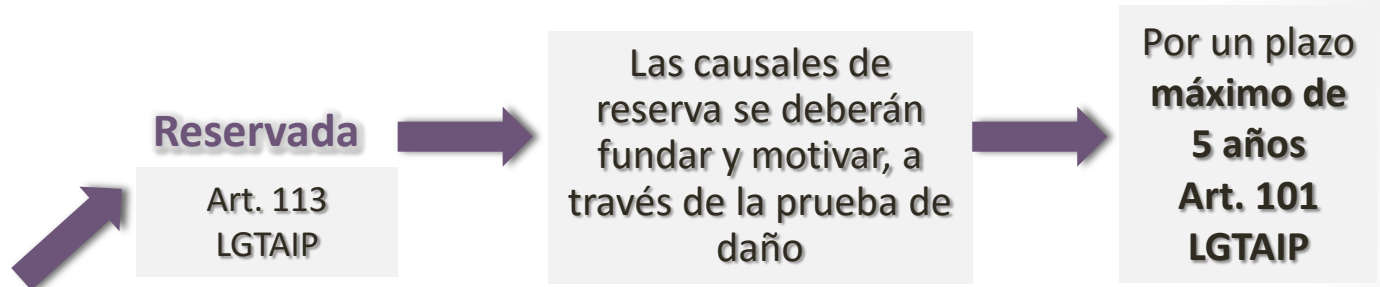 Reservada
Art. 113
LGTAIP
Las causales de
reserva se deberán
fundar y motivar, a
través de la prueba de
daño
Por un plazo
máximo de
5 años
Art. 101
LGTAIP